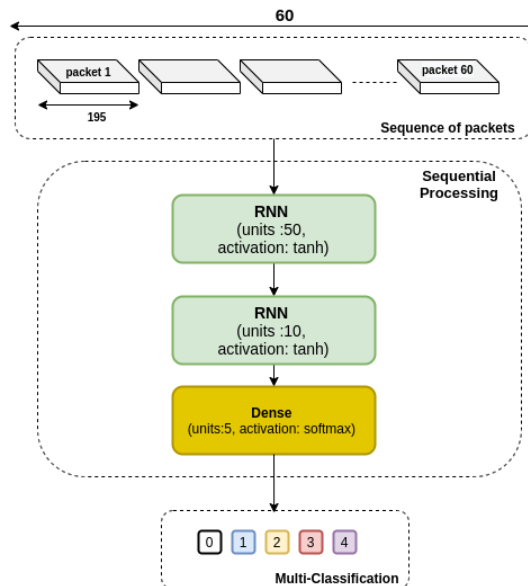 60
packet 1
packet 60
195
Sequence of packets
Sequential
Processing
RNN
(units :50,
activation: tanh)
RNN
(units :10,
activation: tanh)
Dense
(units:5, activation: softmax)
0 1 2 3 4
Multi-Classification